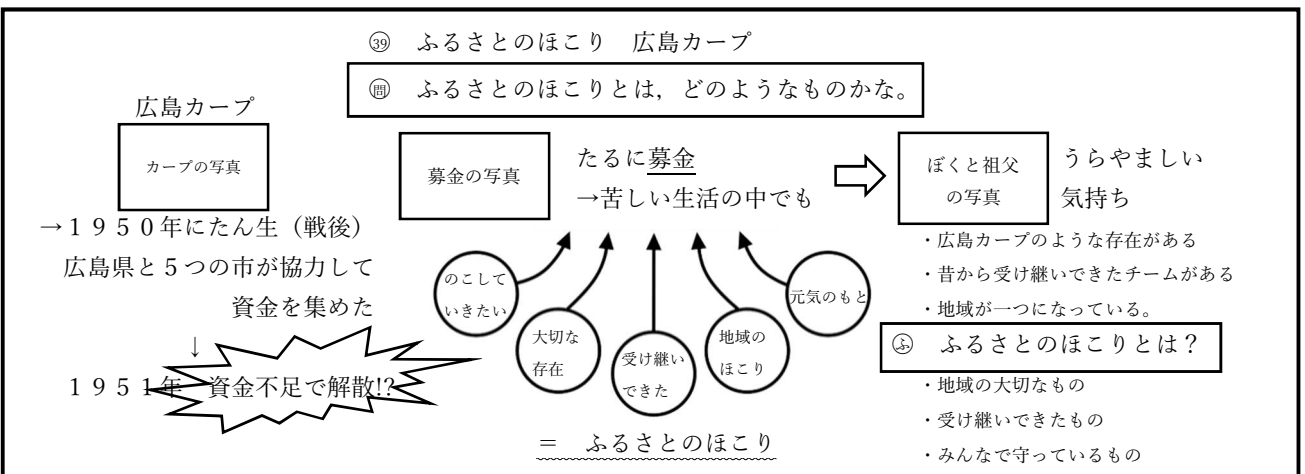 ㊴ ふるさとのほこり 広島カープ
㉄ ふるさとのほこりとは，どのようなものかな。
広島カープ
カープの写真
→１９５０年にたん生（戦後）
広島県と５つの市が協力して
資金を集めた
↓
１９５１年 資金不足で解散!?
募金の写真
たるに募金
→苦しい生活の中でも
のこして
いきたい
大切な
存在
受け継い
できた
地域の
ほこり
元気のもと
＝ ふるさとのほこり
ぼくと祖父
の写真
うらやましい
気持ち
・広島カープのような存在がある
・昔から受け継いできたチームがある
・地域が一つになっている。
ふ ふるさとのほこりとは？
・地域の大切なもの
・受け継いできたもの
・みんなで守っているもの